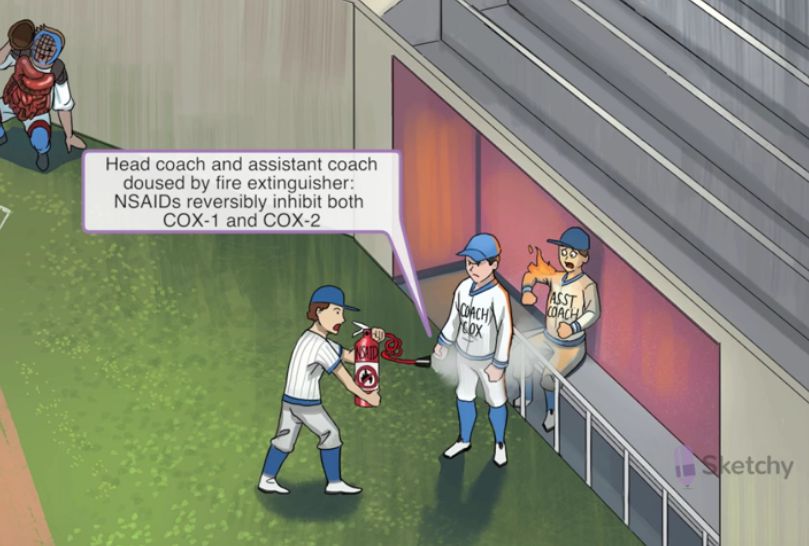 Head coach and assistant coach
doused by fire extinguisher:
NSAIDs reversibly inhibit both
COX-1 and COX-2
COACH
COX
ASST
COACH
NSAID
Sketchy